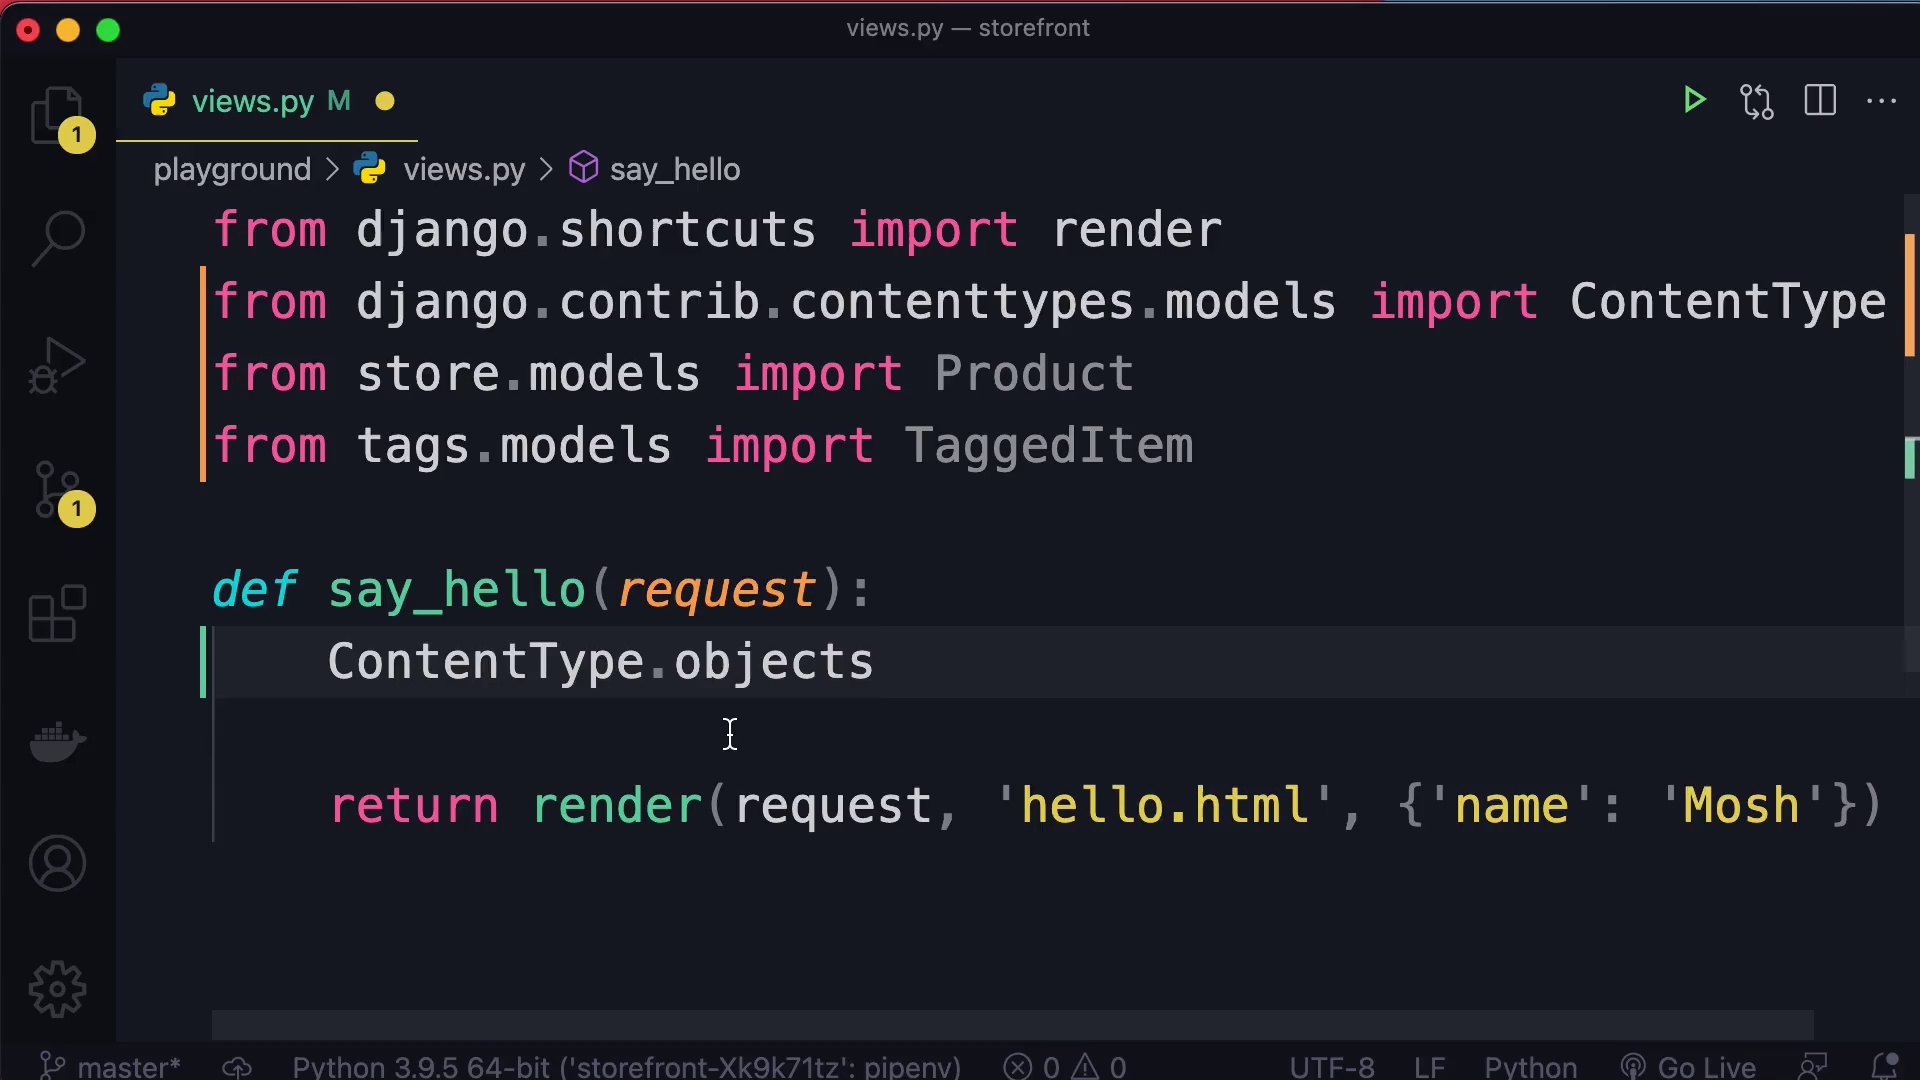 views.py — storefront
views.py M
playground > views.py > say_hello
from django.shortcuts import render
from django.contrib.contenttypes.models import ContentType
from store.models import Product
from tags.models import TaggedItem
def say_hello(request):
ContentType.objects
return render(request, 'hello.html', {'name': 'Mosh'})
1
1
master* Python 3.9.5 64-bit ('storefront-Xk9k71tz': pipenv) 0 0 UTF-8 LF Python Go Live